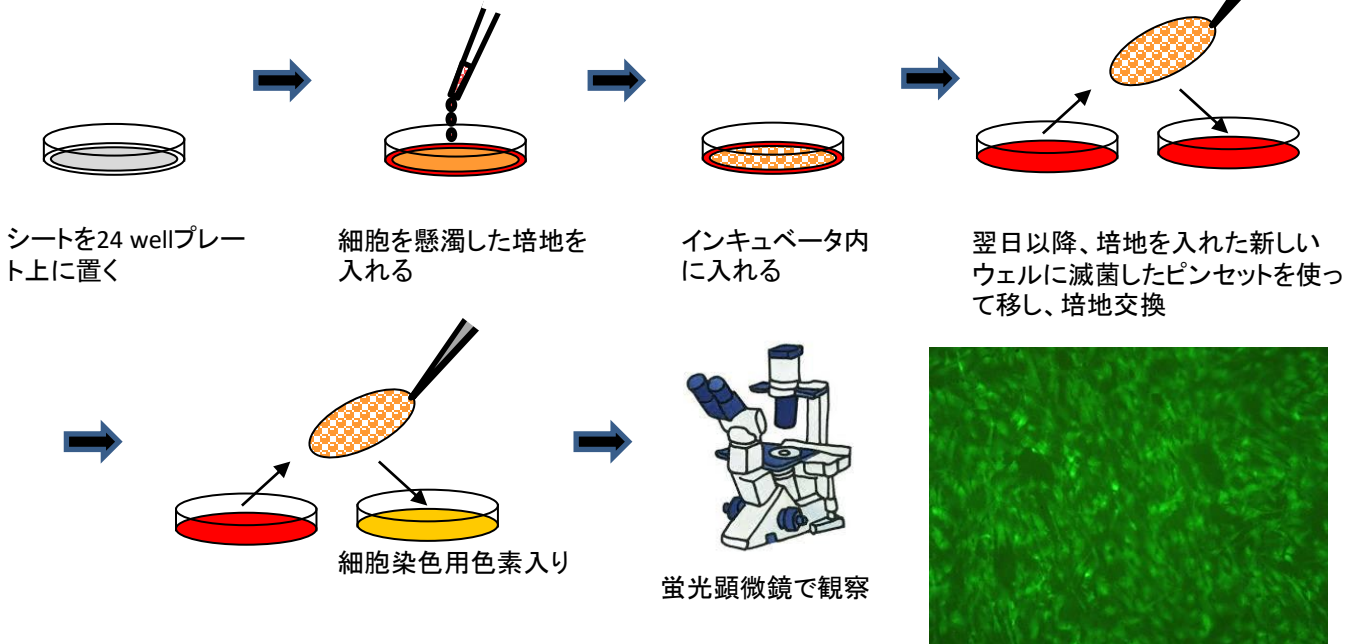 シートを24 wellプレー
ト上に置く
細胞を懸濁した培地を
入れる
インキュベータ内
に入れる
翌日以降、培地を入れた新しい
ウェルに滅菌したピンセットを使っ
て移し、培地交換
細胞染色用色素入り
蛍光顕微鏡で観察